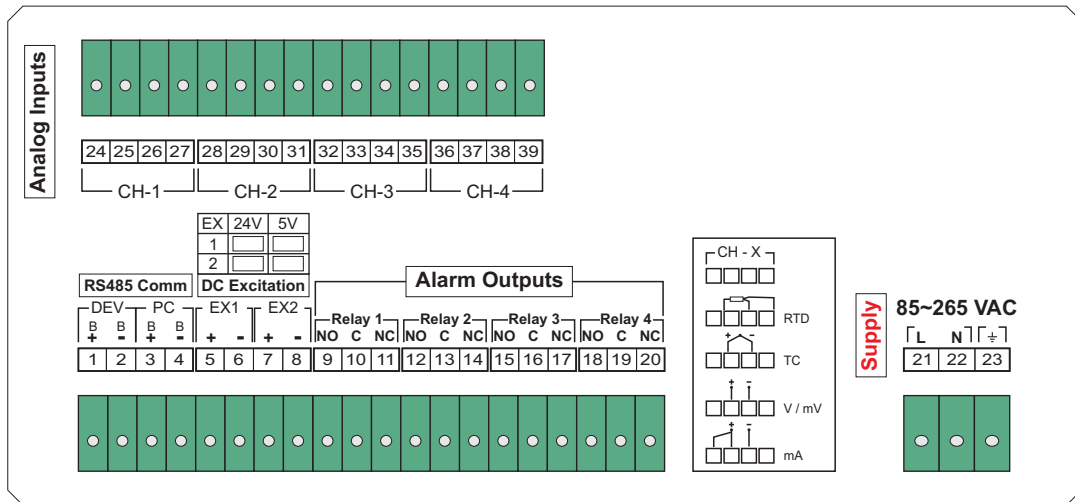 Analog Inputs
24 25 26 27 28 29 30 31 32 33 34 35 36 37 38 39
CH-1 CH-2 CH-3 CH-4
EX 24V 5V
1
2
RS485 Comm DC Excitation Alarm Outputs
DEV PC EX1 EX2
B B B B
+ - + - + - + -
Relay 1 Relay 2 Relay 3 Relay 4
NO C NC NO C NC NO C NC NO C NC
1 2 3 4 5 6 7 8 9 10 11 12 13 14 15 16 17 18 19 20
CH - X
RTD
+ -
TC
+ -
V / mV
+ -
mA
Supply
85~265 VAC
L N
21 22 23